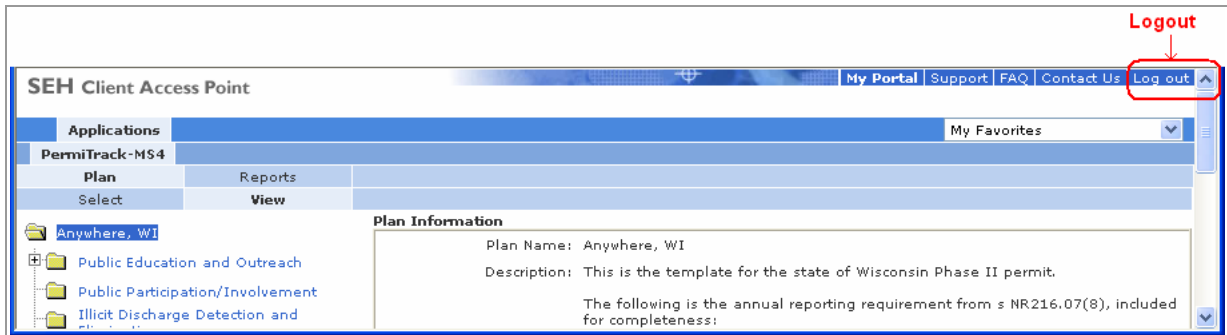 Logout
My Portal Support FAQ Contact Us Log out
SEH Client Access Point
Applications
My Favorites
PermiTrack-MS4
Plan Reports
Select View
Anywhere, WI
Public Education and Outreach
Public Participation/Involvement
Illicit Discharge Detection and
Plan Information
Plan Name: Anywhere, WI
Description: This is the template for the state of Wisconsin Phase II permit.
The following is the annual reporting requirement from s NR216.07(8), included
for completeness: